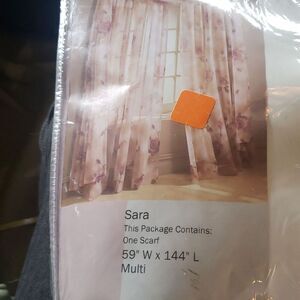 Sara
This Package Contains:
One Scarf
59" W x 144" L
Multi